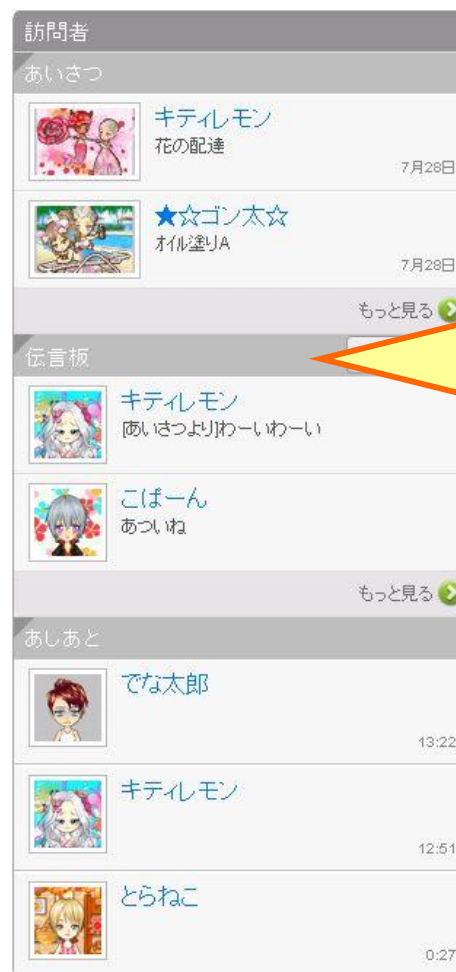 訪問者
あいさつ
キティレモン
花の配達
7月28日
★☆ゴン太☆
オイル塗りA
7月28日
もっと見る
伝言板
キティレモン
[あいさつより]わーいわーい
こぱーん
あついね
もっと見る
あしあと
でな太郎
13:22
キティレモン
12:51
とらねこ
0:27